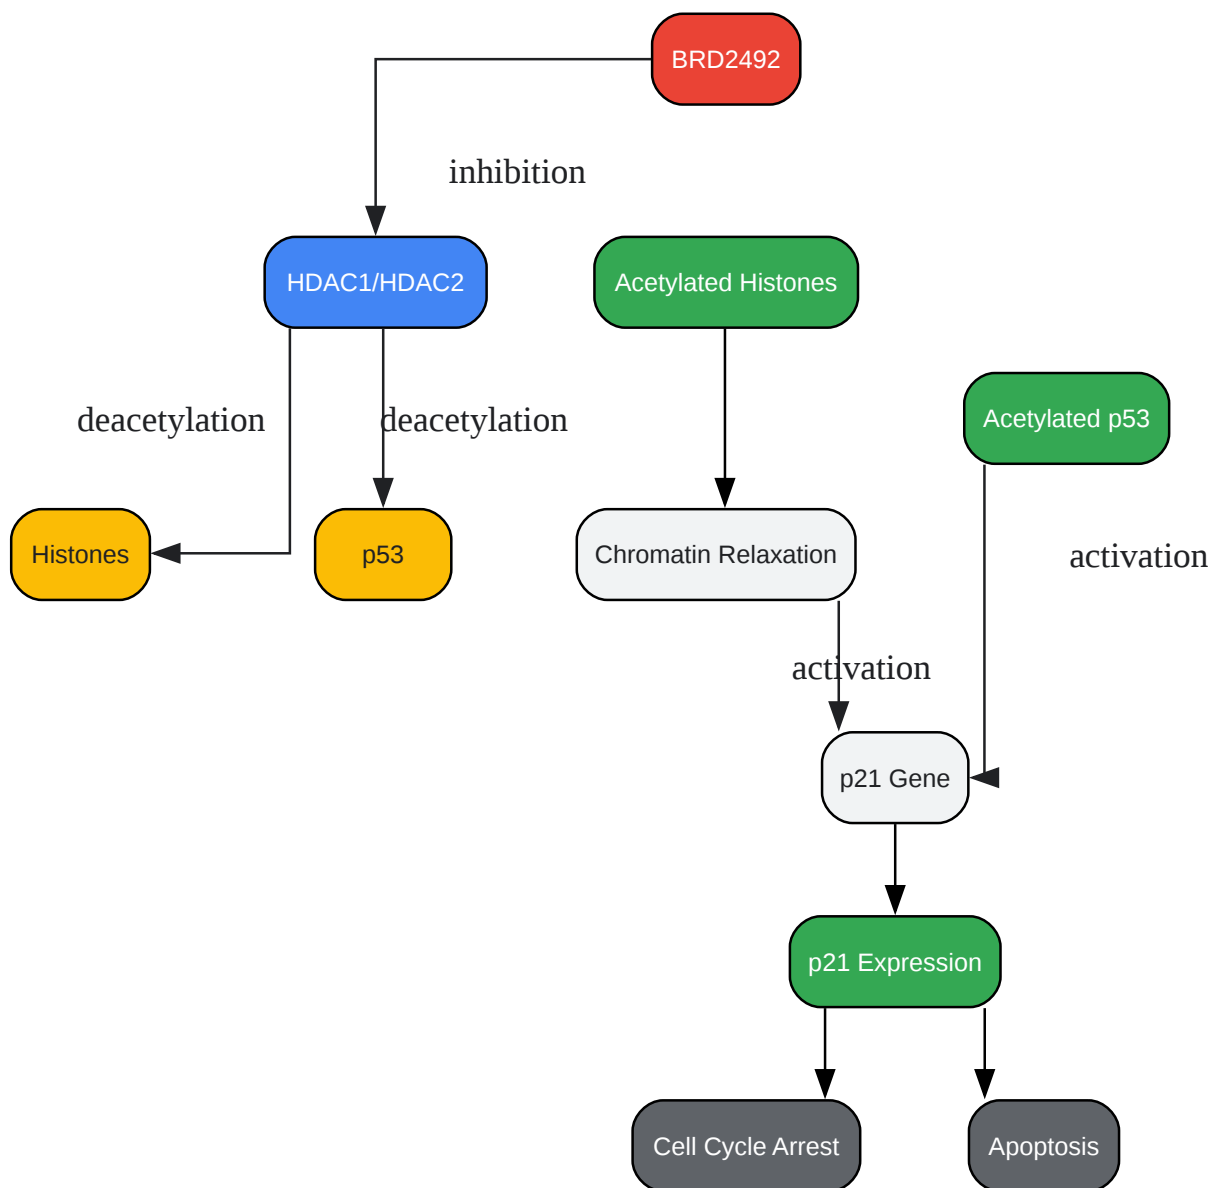 BRD2492
inhibition
HDAC1/HDAC2
Acetylated Histones
deacetylation
deacetylation
Acetylated p53
Histones
p53
Chromatin Relaxation
activation
activation
p21 Gene
p21 Expression
Cell Cycle Arrest
Apoptosis